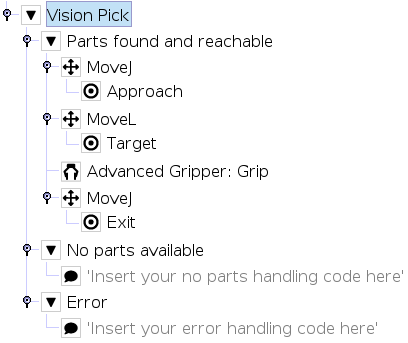 Vision Pick
Parts found and reachable
MoveJ
Approach
MoveL
Target
Advanced Gripper: Grip
MoveJ
Exit
No parts available
'Insert your no parts handling code here'
Error
'Insert your error handling code here'